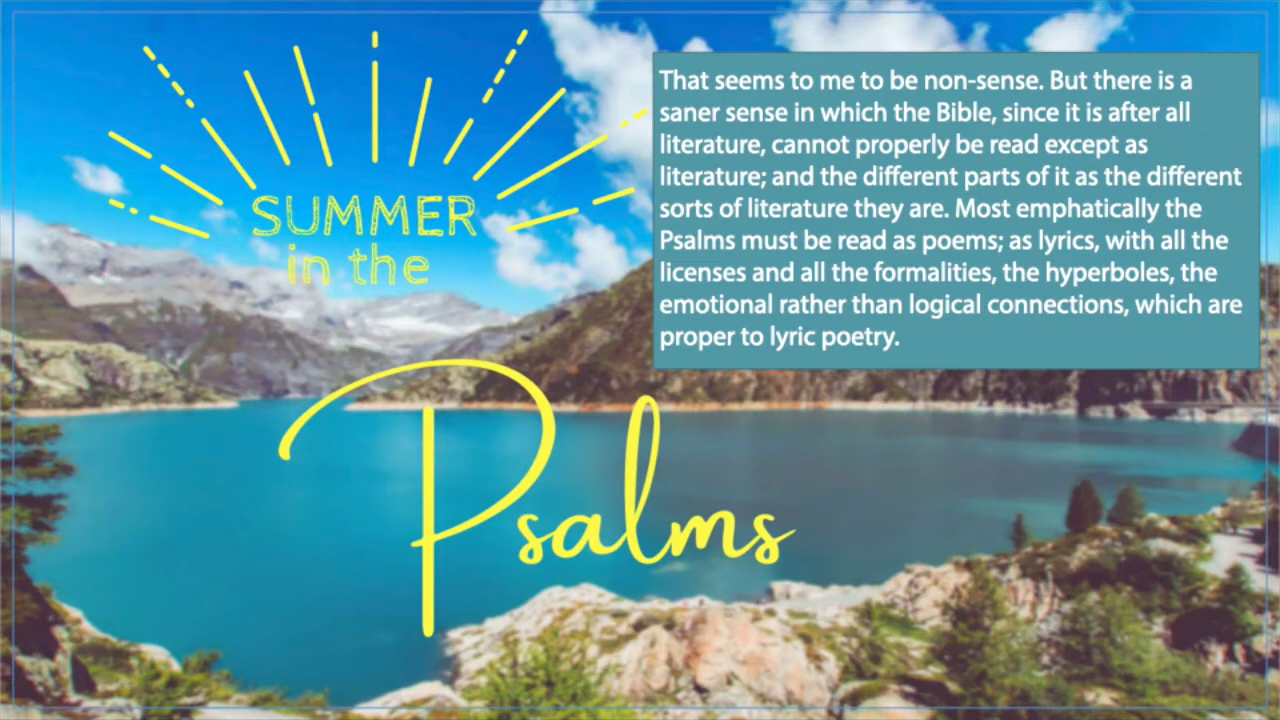 SUMMER
in the
Psalms
That seems to me to be non-sense. But there is a
saner sense in which the Bible, since it is after all
literature, cannot properly be read except as
literature; and the different parts of it as the different
sorts of literature they are. Most emphatically the
Psalms must be read as poems; as lyrics, with all the
licenses and all the formalities, the hyperboles, the
emotional rather than logical connections, which are
proper to lyric poetry.